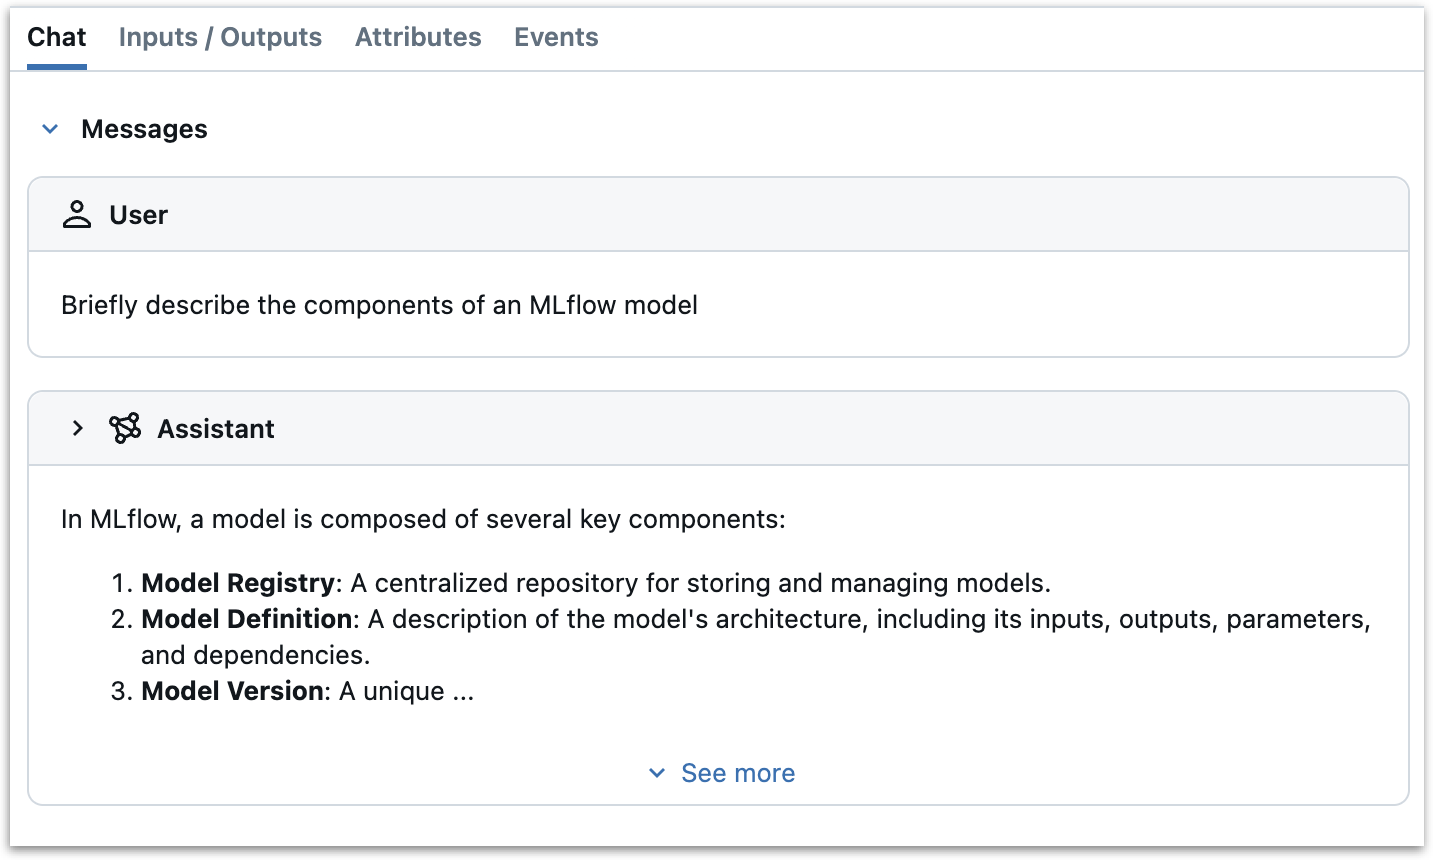 Chat Inputs / Outputs Attributes Events
Messages
User
Briefly describe the components of an MLflow model
Assistant
In MLflow, a model is composed of several key components:
1. Model Registry: A centralized repository for storing and managing models.
2. Model Definition: A description of the model's architecture, including its inputs, outputs, parameters,
and dependencies.
3. Model Version: A unique ...
See more